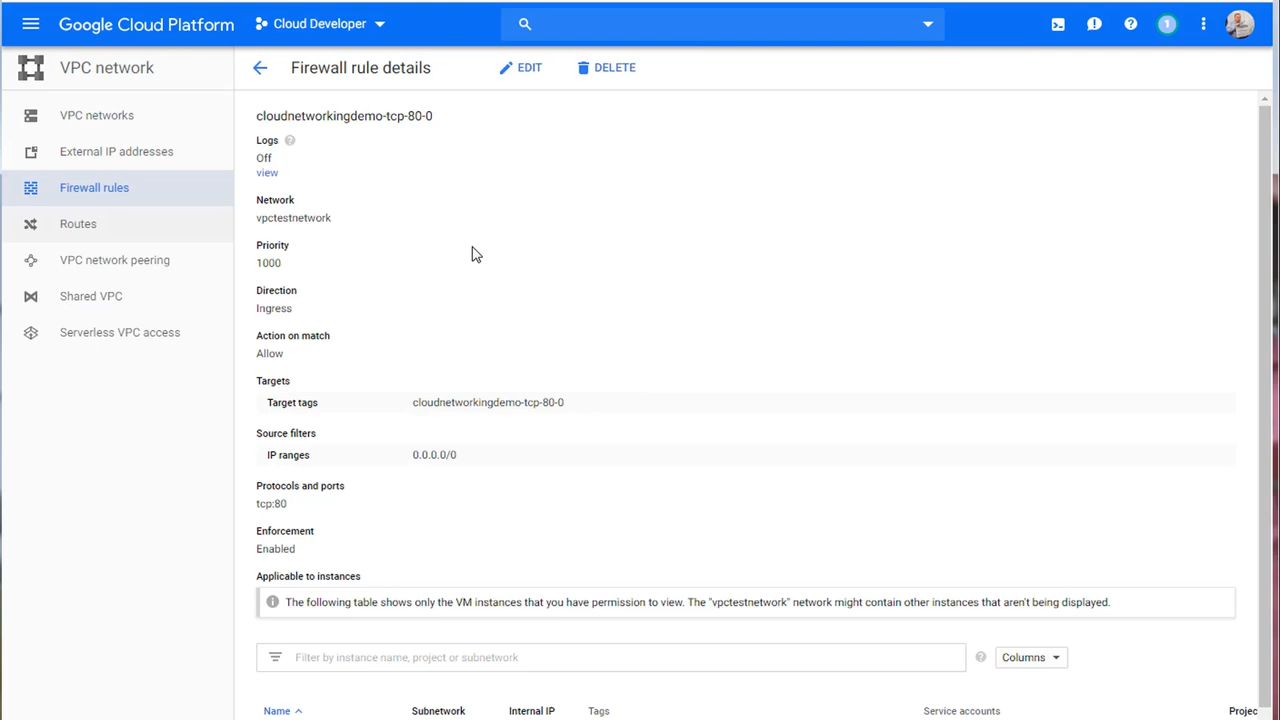 Google Cloud Platform
Cloud Developer
1
VPC network
Firewall rule details
EDIT
DELETE
VPC networks
External IP addresses
Firewall rules
Routes
VPC network peering
Shared VPC
Serverless VPC access
cloudnetworkingdemo-tcp-80-0
Logs
Off
view
Network
vpctestnetwork
Priority
1000
Direction
Ingress
Action on match
Allow
Targets
Target tags cloudnetworkingdemo-tcp-80-0
Source filters
IP ranges 0.0.0.0/0
Protocols and ports
tcp:80
Enforcement
Enabled
Applicable to instances
The following table shows only the VM instances that you have permission to view. The "vpctestnetwork" network might contain other instances that aren't being displayed.
Filter by instance name, project or subnetwork
Columns
Name Subnetwork Internal IP Tags Service accounts Projec